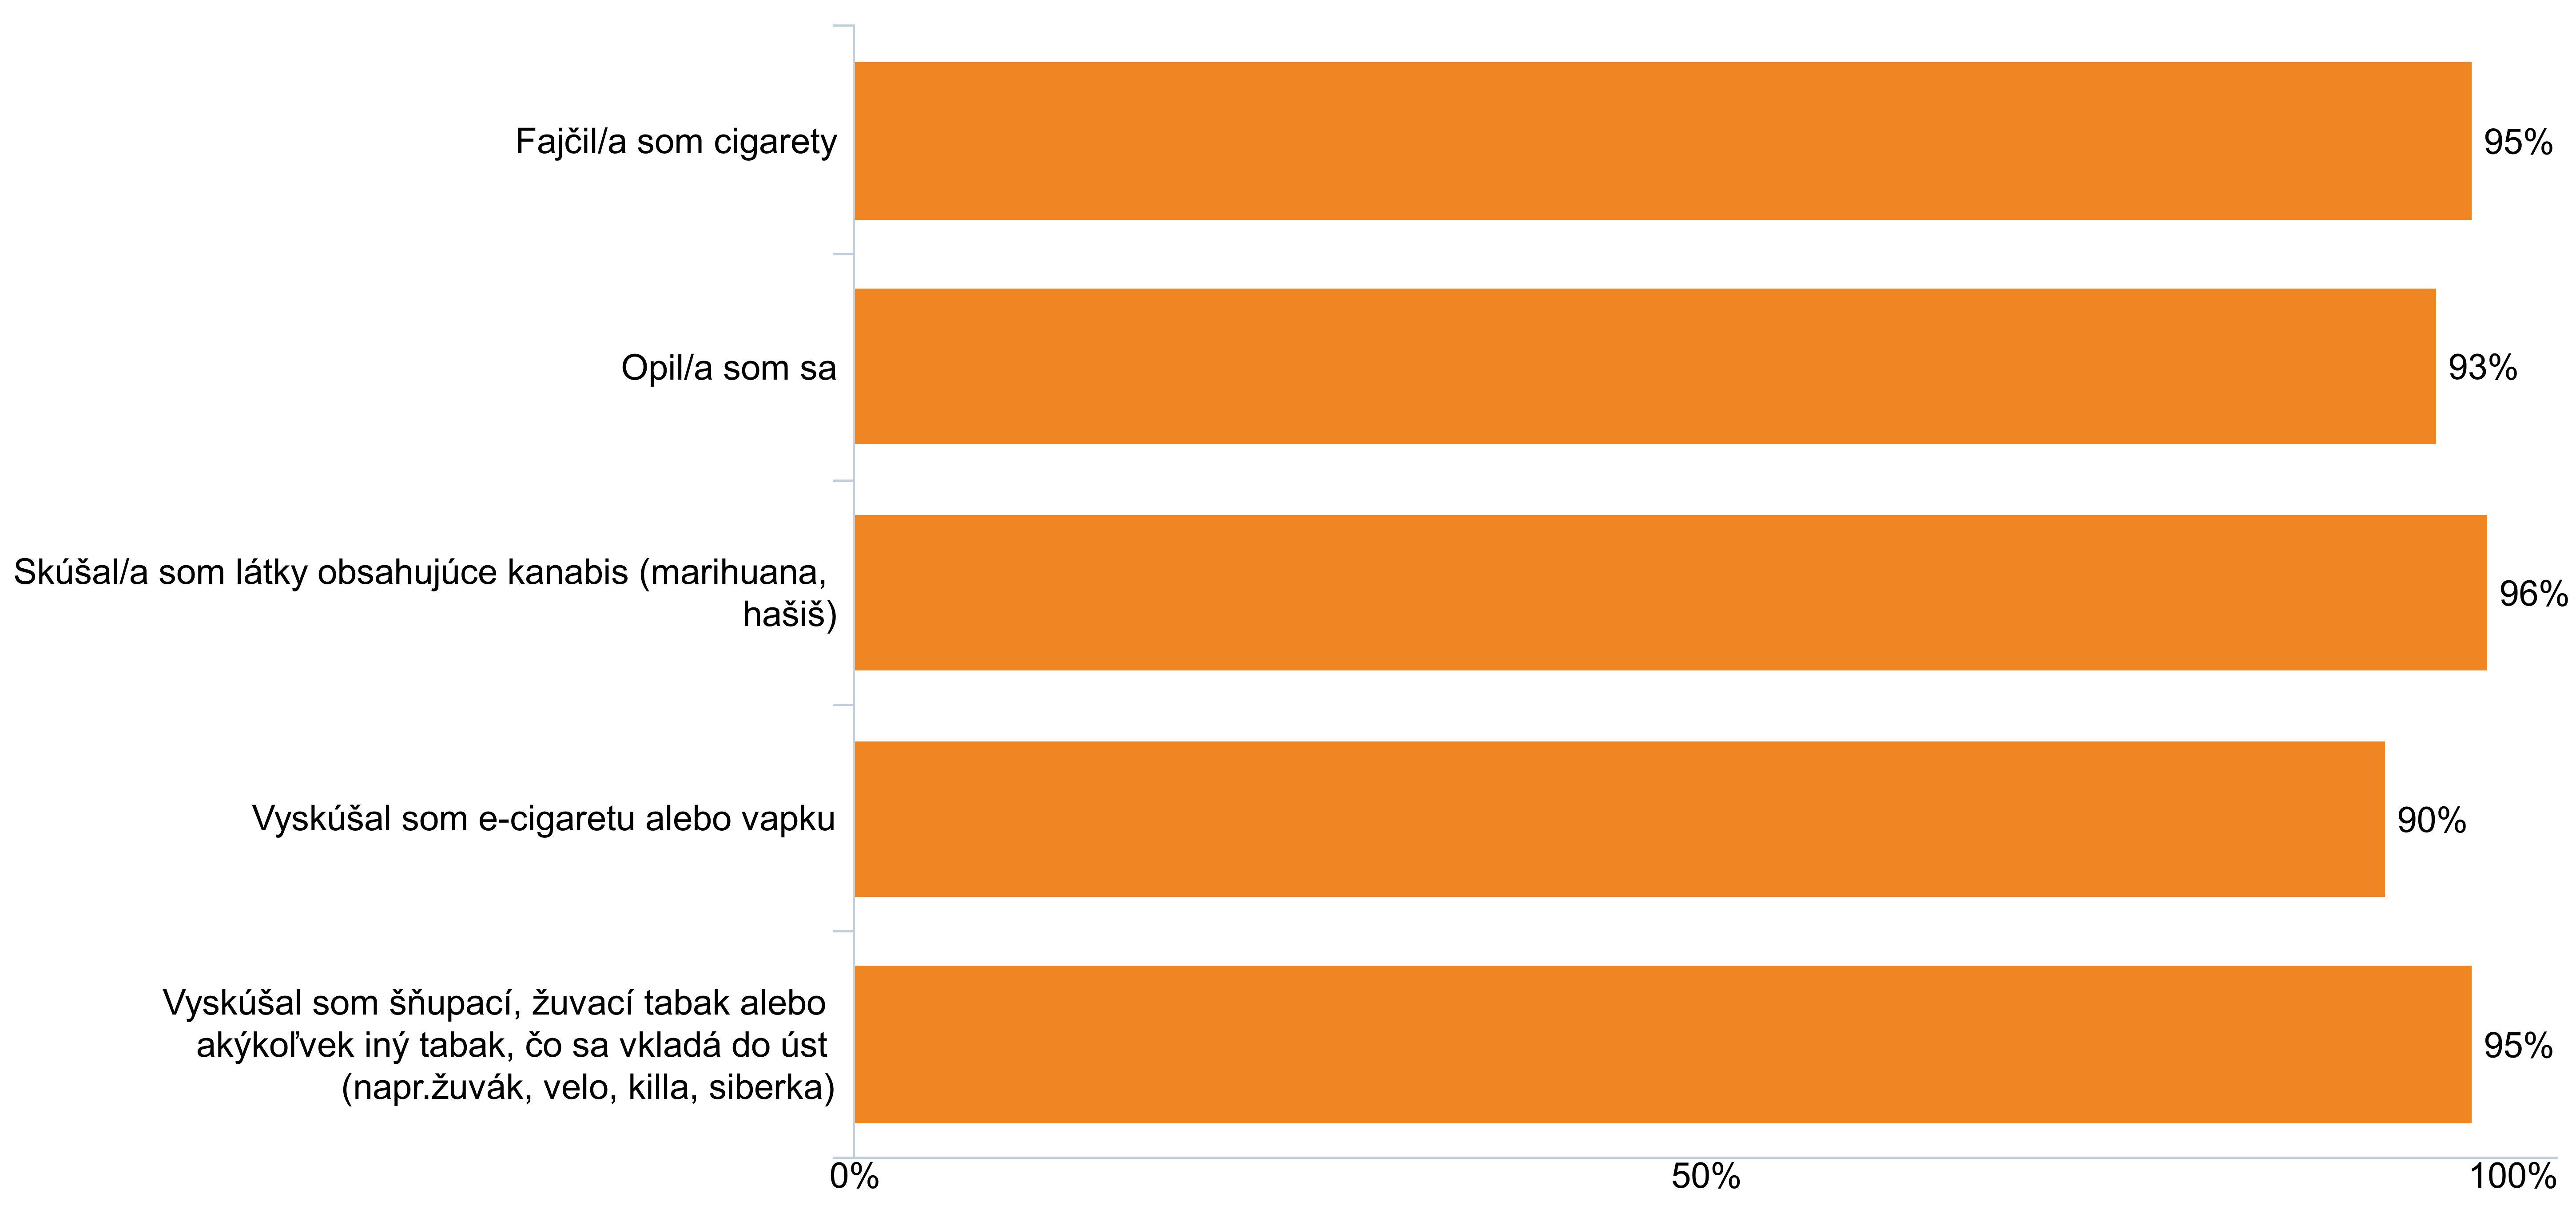 Fajčil/a som cigarety
95%
Opil/a som sa
93%
Skúšal/a som látky obsahujúce kanabis (marihuana,
hašiš)
96%
Vyskúšal som e-cigaretu alebo vapku
90%
Vyskúšal som šňupací, žuvací tabak alebo
akýkoľvek iný tabak, čo sa vkladá do úst
(napr.žuvák, velo, killa, siberka)
95%
0%
50%
100%